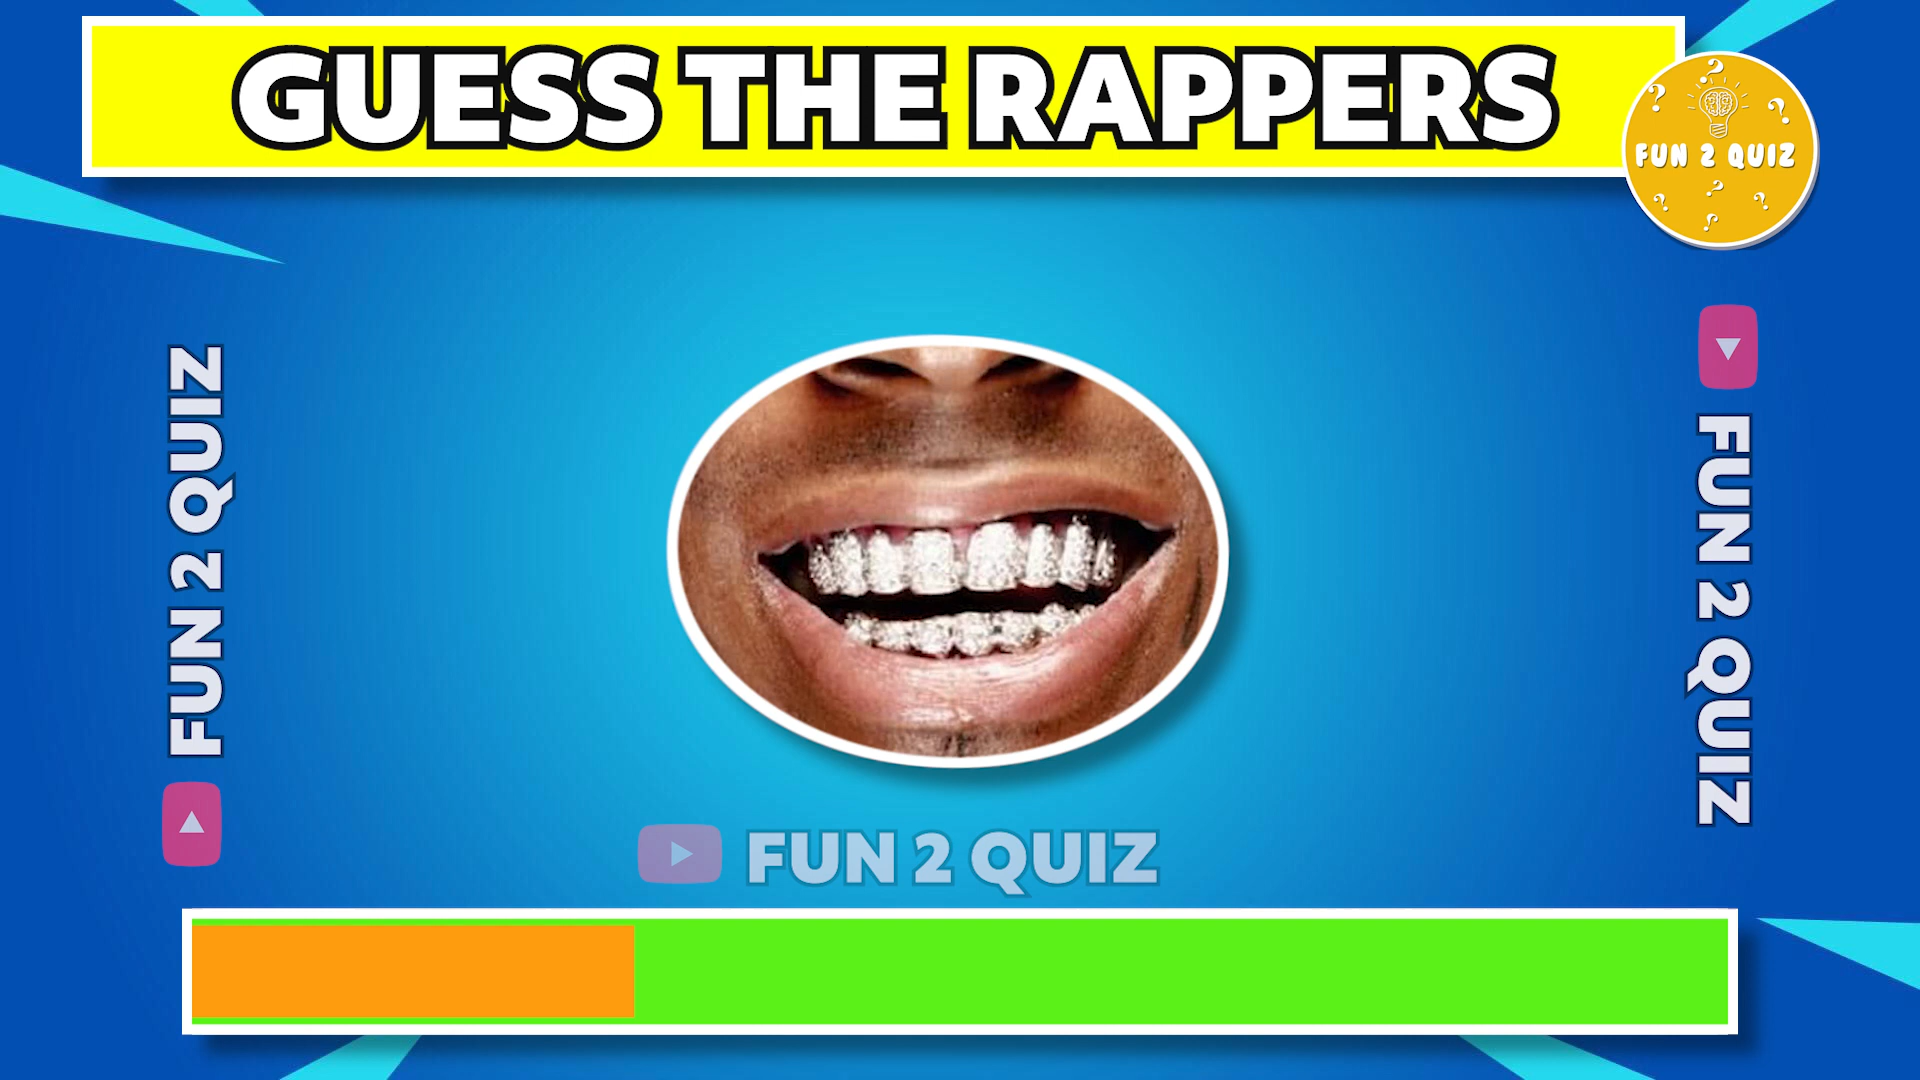 GUESS THE RAPPERS
? ? ?
FUN 2 QUIZ
? ? ? ?
FUN 2 QUIZ
FUN 2 QUIZ
FUN 2 QUIZ